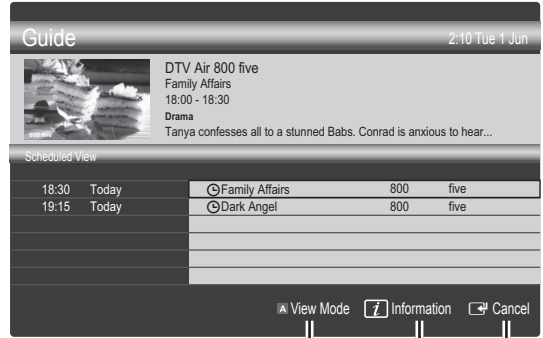 Guide 2:10 Tue 1 Jun
DTV Air 800 five
Family Affairs
18:00 - 18:30
Drama
Tanya confesses all to a stunned Babs. Conrad is anxious to hear...
800 five
Scheduled View
18:30 Today Family Affairs 800 five
19:15 Today Dark Angel 800 five
A View Mode i Information Cancel